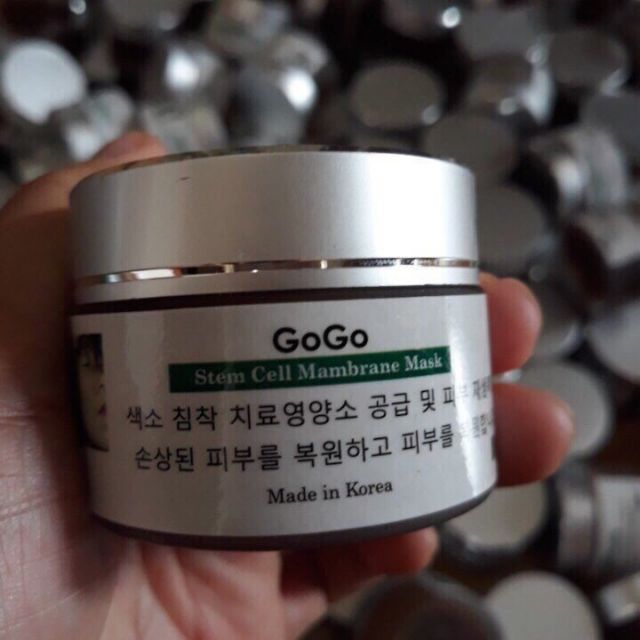 GoGo
Stem Cell Mambrane Mask
색소 침착 치료영양소 공급 및 피부
손상된 피부를 복원하고 피부를
Made in Korea